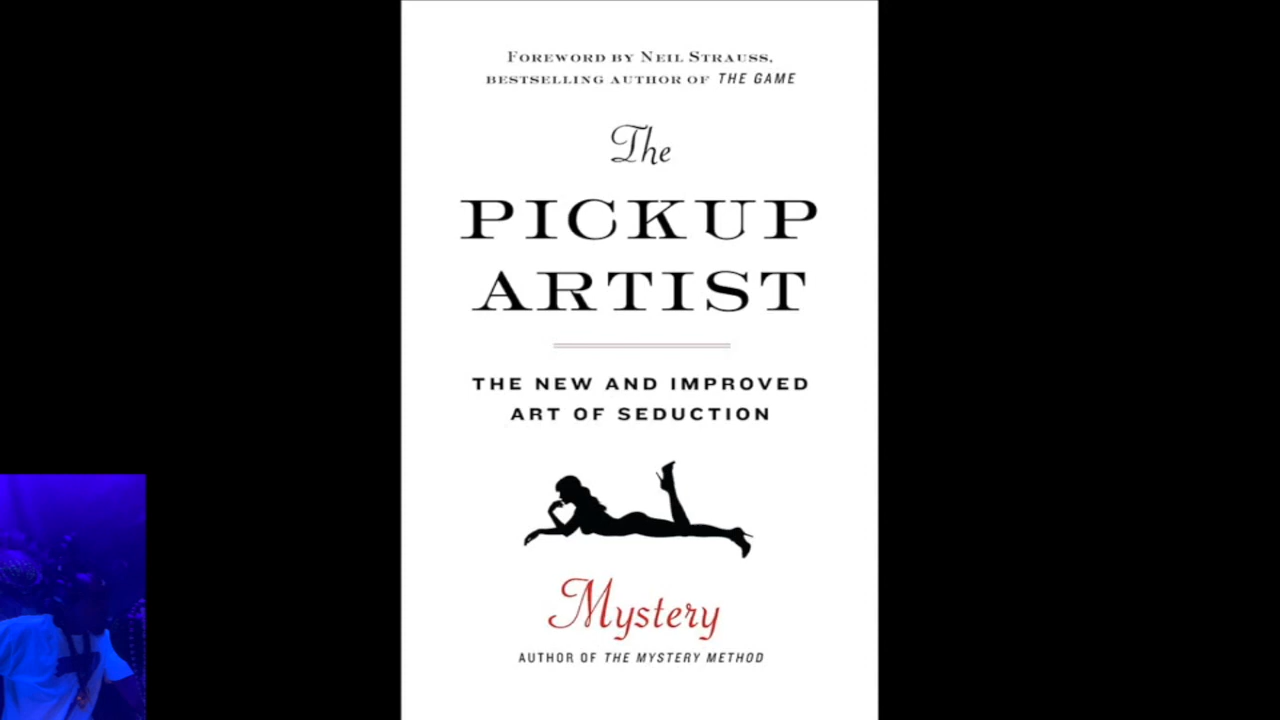 FOREWORD BY NEIL STRAUSS,
BESTSELLING AUTHOR OF THE GAME
The
PICKUP
ARTIST
THE NEW AND IMPROVED
ART OF SEDUCTION
Mystery
AUTHOR OF THE MYSTERY METHOD